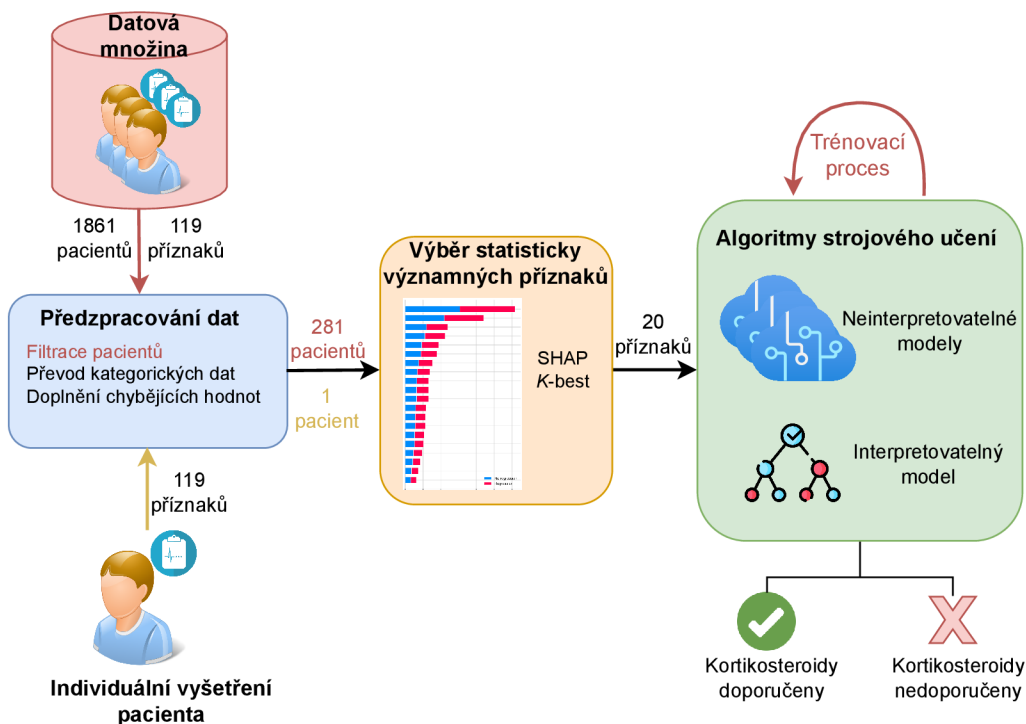 Datová
množina
1861
pacientů
119
příznaků
Předzpracování dat
Filtrace pacientů
Převod kategorických dat
Doplnění chybějících hodnot
119
příznaků
Individuální vyšetření
pacienta
281
pacientů
1
pacient
Výběr statisticky
významných příznaků
SHAP
K-best
20
příznaků
Trénovací
proces
Algoritmy strojového učení
Neinterpretovatelné
modely
Interpretovatelný
model
Kortikosteroidy
doporučeny
Kortikosteroidy
nedoporučeny